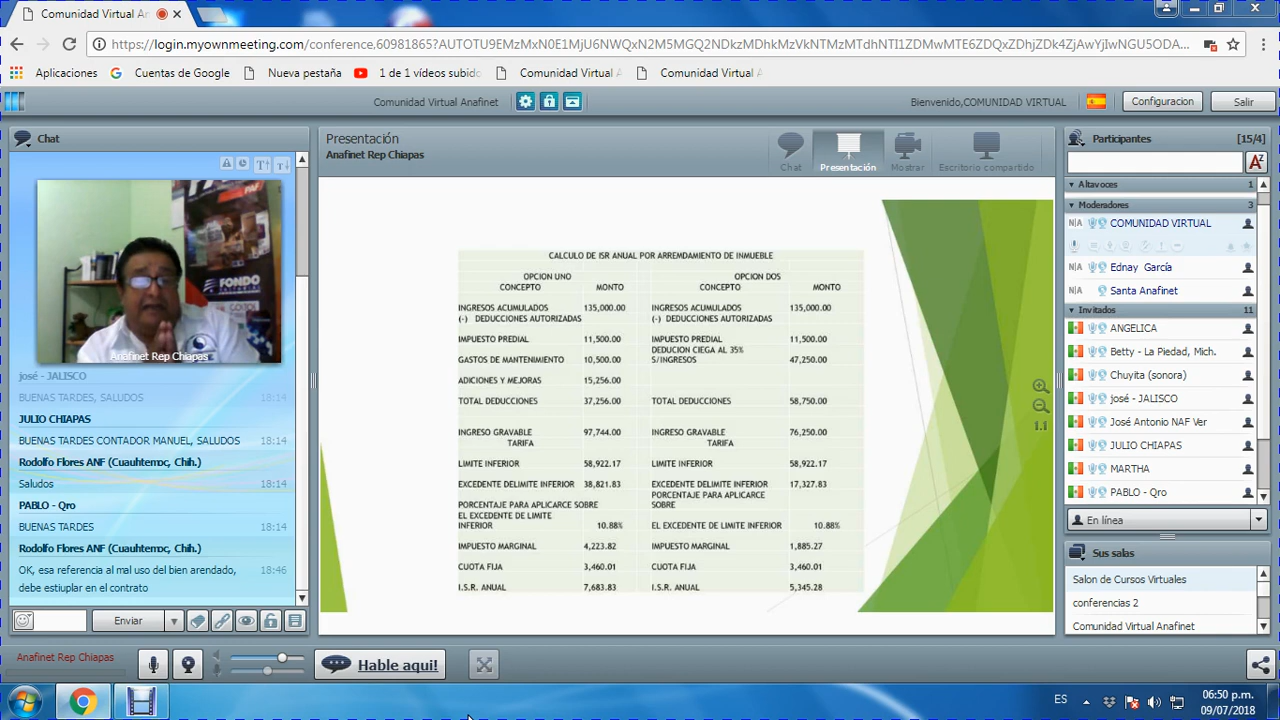 Comunidad Virtual An
https://login.myownmeeting.com/conference,60981865?AUTOTU9EMzMxN0E1MjU6NWQxN2M5MGQ2NDkzMDhkMzVkNTMzMTdhNTI1ZDMwMTE6ZDQxZDhjZDk4ZjAwYjIwNGU5ODA...
Aplicaciones Cuentas de Google Nueva pestaña 1 de 1 vídeos subido Comunidad Virtual A Comunidad Virtual A
Comunidad Virtual Anafinet Bienvenido,COMUNIDAD VIRTUAL Configuracion Salir
Chat
Anafinet Rep Chiapas
josé - JALISCO
BUENAS TARDES, SALUDOS 18:14
JULIO CHIAPAS
BUENAS TARDES CONTADOR MANUEL, SALUDOS 18:14
Rodolfo Flores ANF (Cuauhtemoc, Chih.)
Saludos 18:14
PABLO - Qro
BUENAS TARDES 18:14
Rodolfo Flores ANF (Cuauhtemoc, Chih.)
OK, esa referencia al mal uso del bien arrendado, 18:46
debe estiuplar en el contrato
Enviar
Presentación
Anafinet Rep Chiapas
Chat Presentación Mostrar Escritorio compartido
CALCULO DE ISR ANUAL POR ARREMDAMIENTO DE INMUEBLE
OPCION UNO OPCION DOS
CONCEPTO MONTO CONCEPTO MONTO
INGRESOS ACUMULADOS 135,000.00 INGRESOS ACUMULADOS 135,000.00
(-) DEDUCCIONES AUTORIZADAS (-) DEDUCCIONES AUTORIZADAS
IMPUESTO PREDIAL 11,500.00 IMPUESTO PREDIAL 11,500.00
DEDUCION CIEGA AL 35%
GASTOS DE MANTENIMIENTO 10,500.00 S/INGRESOS 47,250.00
ADICIONES Y MEJORAS 15,256.00
TOTAL DEDUCCIONES 37,256.00 TOTAL DEDUCCIONES 58,750.00
INGRESO GRAVABLE 97,744.00 INGRESO GRAVABLE 76,250.00
TARIFA TARIFA
LIMITE INFERIOR 58,922.17 LIMITE INFERIOR 58,922.17
EXCEDENTE DELIMITE INFERIOR 38,821.83 EXCEDENTE DELIMITE INFERIOR 17,327.83
PORCENTAJE PARA APLICARCE
PORCENTAJE PARA APLICARCE SOBRE SOBRE
EL EXCEDENTE DE LIMITE
INFERIOR 10.88% EL EXCEDENTE DE LIMITE INFERIOR 10.88%
IMPUESTO MARGINAL 4,223.82 IMPUESTO MARGINAL 1,885.27
CUOTA FIJA 3,460.01 CUOTA FIJA 3,460.01
I.S.R. ANUAL 7,683.83 I.S.R. ANUAL 5,345.28
1.1
Participantes [15/4]
Altavoces 1
Moderadores 3
N/A COMUNIDAD VIRTUAL
N/A Ednay García
N/A Santa Anafinet
Invitados 11
ANGELICA
Betty - La Piedad, Mich.
Chuyita (sonora)
josé - JALISCO
José Antonio NAF Ver
JULIO CHIAPAS
MARTHA
PABLO - Qro
En línea
Sus salas
Salon de Cursos Virtuales
conferencias 2
Comunidad Virtual Anafinet
Anafinet Rep Chiapas Hable aqui!
ES 06:50 p.m.
09/07/2018